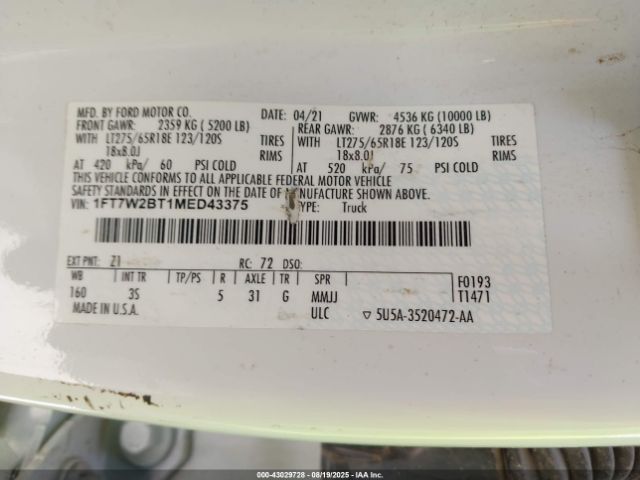 MFD. BY FORD MOTOR CO. DATE: 04/21 GVWR: 4536 KG (10000 LB)
FRONT GAWR: 2359 KG (5200 LB) REAR GAWR: 2876 KG (6340 LB)
WITH LT275/65R18E 123/120S TIRES WITH LT275/65R18E 123/120S TIRES
18x8.0J RIMS 18x8.0J RIMS
AT 420 kPa/ 60 PSI COLD AT 520 kPa/ 75 PSI COLD
THIS VEHICLE CONFORMS TO ALL APPLICABLE FEDERAL MOTOR VEHICLE
SAFETY STANDARDS IN EFFECT ON THE DATE OF MANUFACTURE SHOWN ABOVE.
VIN: 1FT7W2BT1MED43375 TYPE: Truck
EXT PNT: Z1 RC: 72 DSO:
WB INT TR TP/PS R AXLE TR SPR F0193
160 3S 5 31 G MMJJ T1471
MADE IN U.S.A. ULC ▽ 5U5A-3520472-AA
000-43029728 - 08/19/2025 - IAA, Inc.